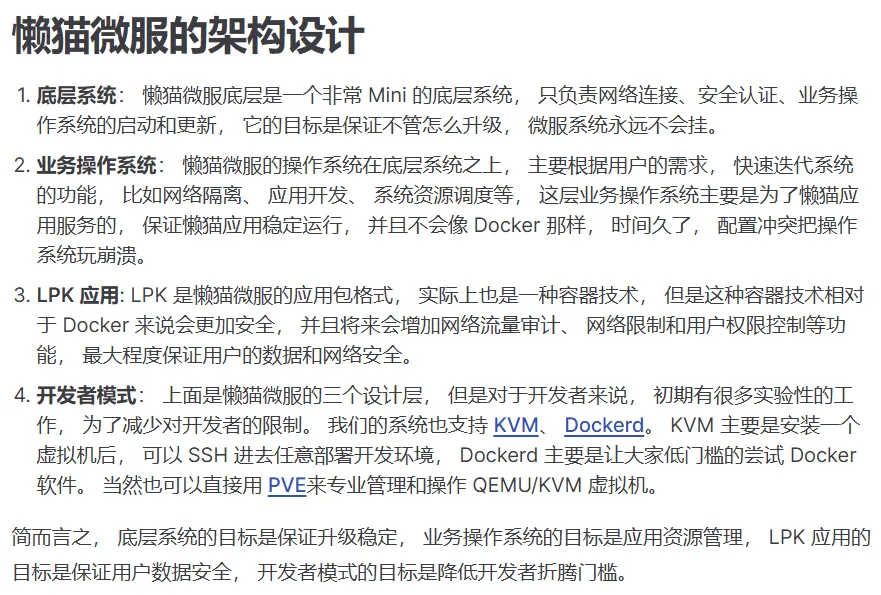 懒猫微服的架构设计
1. 底层系统： 懒猫微服底层是一个非常 Mini 的底层系统， 只负责网络连接、安全认证、业务操
作系统的启动和更新， 它的目标是保证不管怎么升级， 微服系统永远不会挂。
2. 业务操作系统： 懒猫微服的操作系统在底层系统之上， 主要根据用户的需求， 快速迭代系统
的功能， 比如网络隔离、 应用开发、 系统资源调度等， 这层业务操作系统主要是为了懒猫应
用服务的， 保证懒猫应用稳定运行， 并且不会像 Docker 那样， 时间久了， 配置冲突把操作
系统玩崩溃。
3. LPK 应用: LPK 是懒猫微服的应用包格式， 实际上也是一种容器技术， 但是这种容器技术相对
于 Docker 来说会更加安全， 并且将来会增加网络流量审计、 网络限制和用户权限控制等功
能， 最大程度保证用户的数据和网络安全。
4. 开发者模式： 上面是懒猫微服的三个设计层， 但是对于开发者来说， 初期有很多实验性的工
作， 为了减少对开发者的限制。 我们的系统也支持 KVM、 Dockerd。 KVM 主要是安装一个
虚拟机后， 可以 SSH 进去任意部署开发环境， Dockerd 主要是让大家低门槛的尝试 Docker
软件。 当然也可以直接用 PVE来专业管理和操作 QEMU/KVM 虚拟机。
简而言之， 底层系统的目标是保证升级稳定， 业务操作系统的目标是应用资源管理， LPK 应用的
目标是保证用户数据安全， 开发者模式的目标是降低开发者折腾门槛。